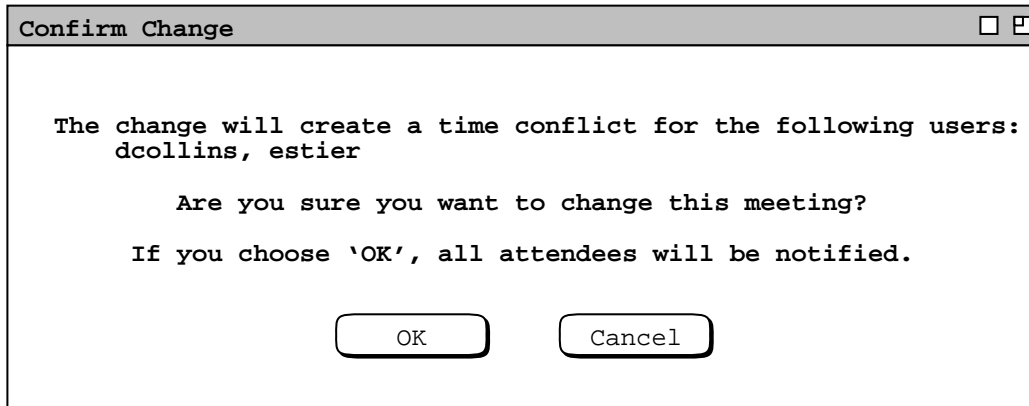 Confirm Change
The change will create a time conflict for the following users:
dcollins, estier
Are you sure you want to change this meeting?
If you choose ‘OK’, all attendees will be notified.
OK
Cancel